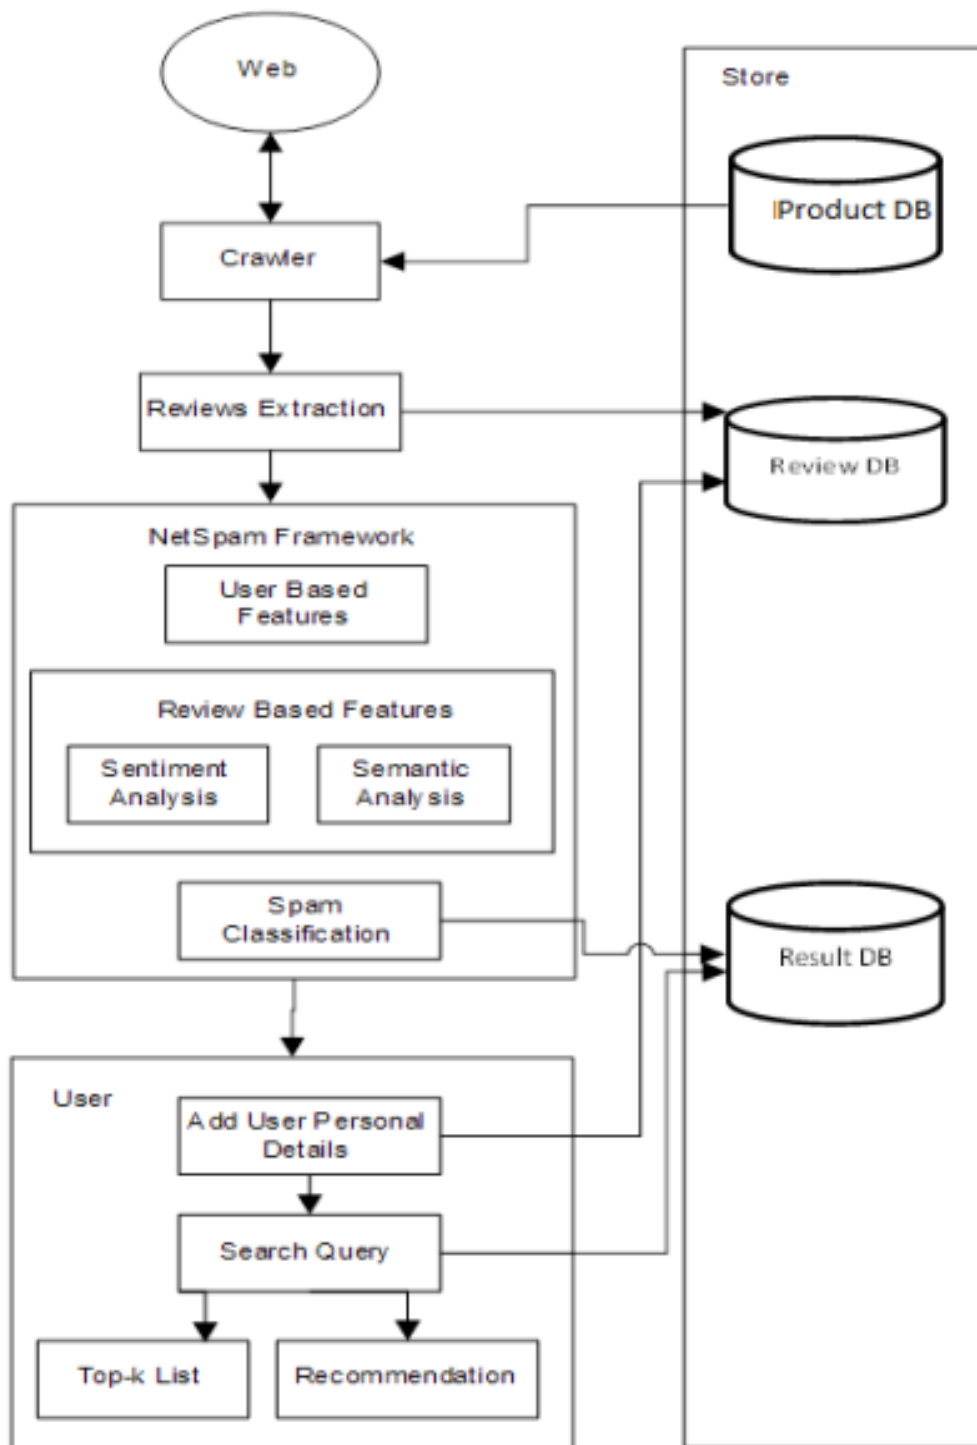 Web
Store
Product DB
Crawler
Reviews Extraction
Review DB
NetSpam Framework
User Based
Features
Review Based Features
Sentiment
Analysis
Semantic
Analysis
Spam
Classification
Result DB
User
Add User Personal
Details
Search Query
Top-k List
Recommendation